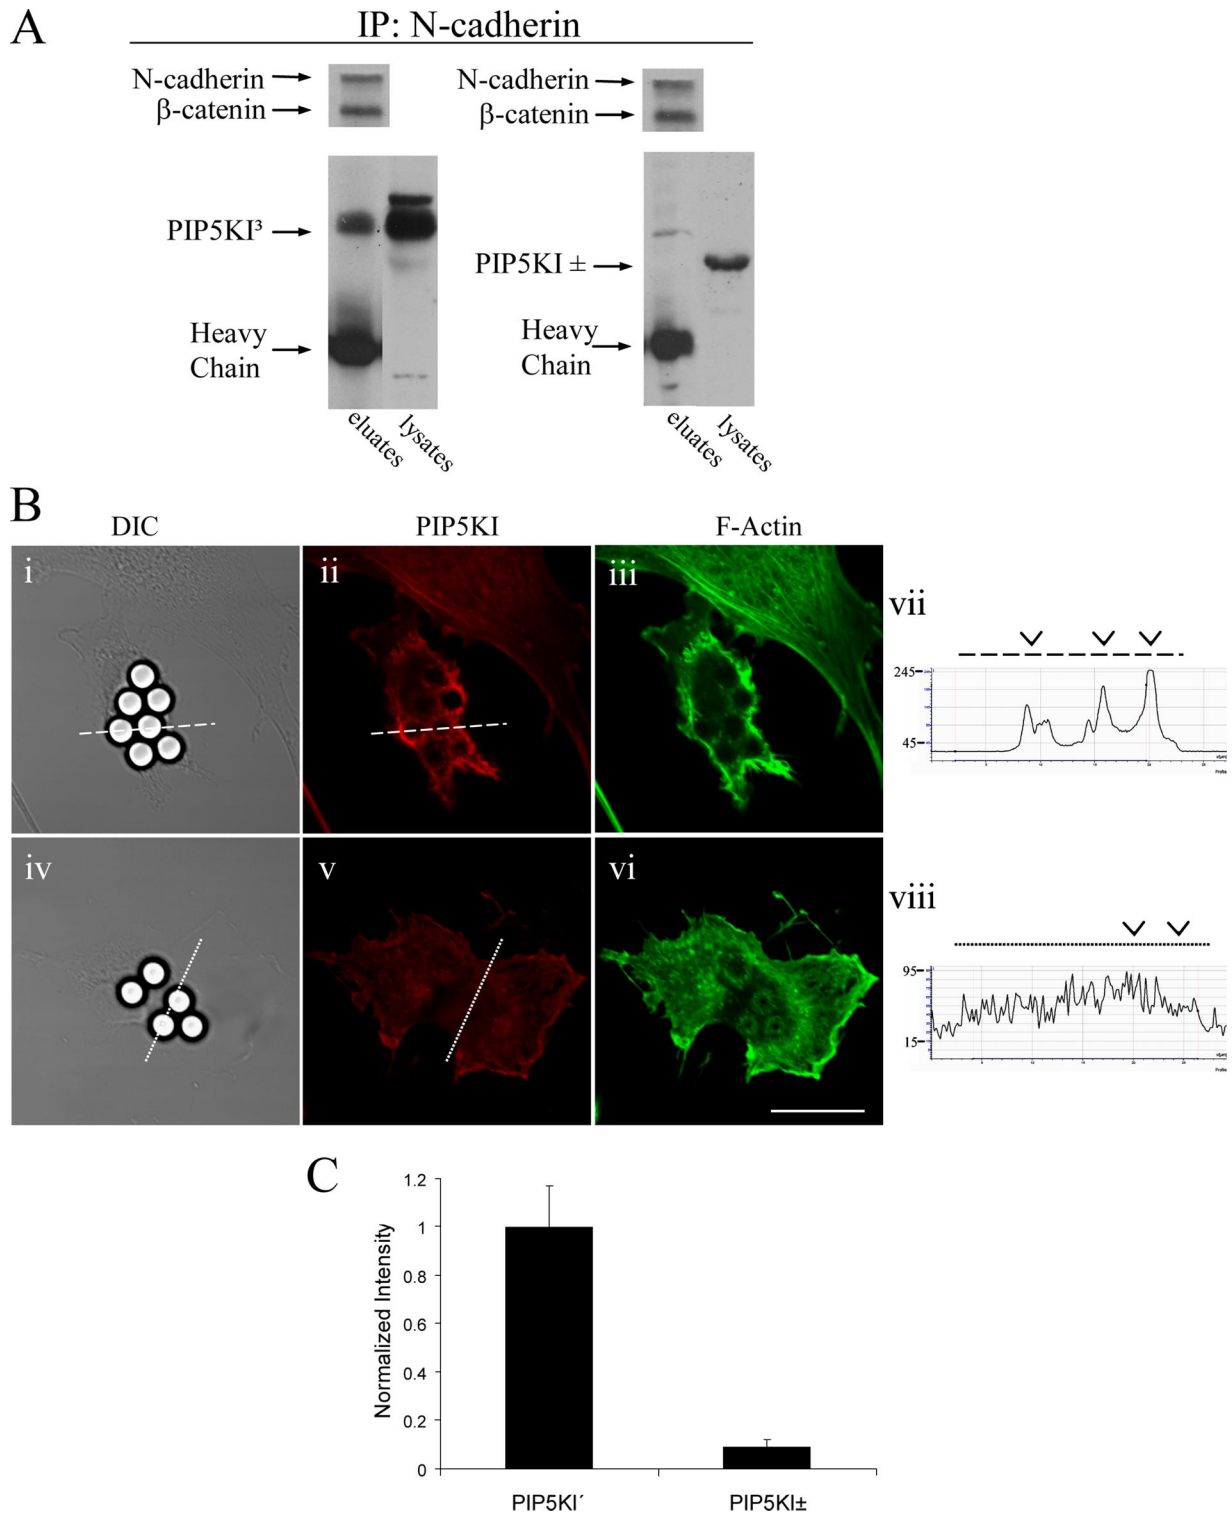 A
IP: N-cadherin
N-cadherin
β-catenin
N-cadherin
β-catenin
PIP5KI³
PIP5KI ±
Heavy
Chain
Heavy
Chain
eluates
lysates
eluates
lysates
B
DIC
PIP5KI
F-Actin
i
ii
iii
vii
245
45
iv
v
vi
viii
95
15
C
Normalized Intensity
1.2
1
0.8
0.6
0.4
0.2
0
PIP5KI´
PIP5KI±